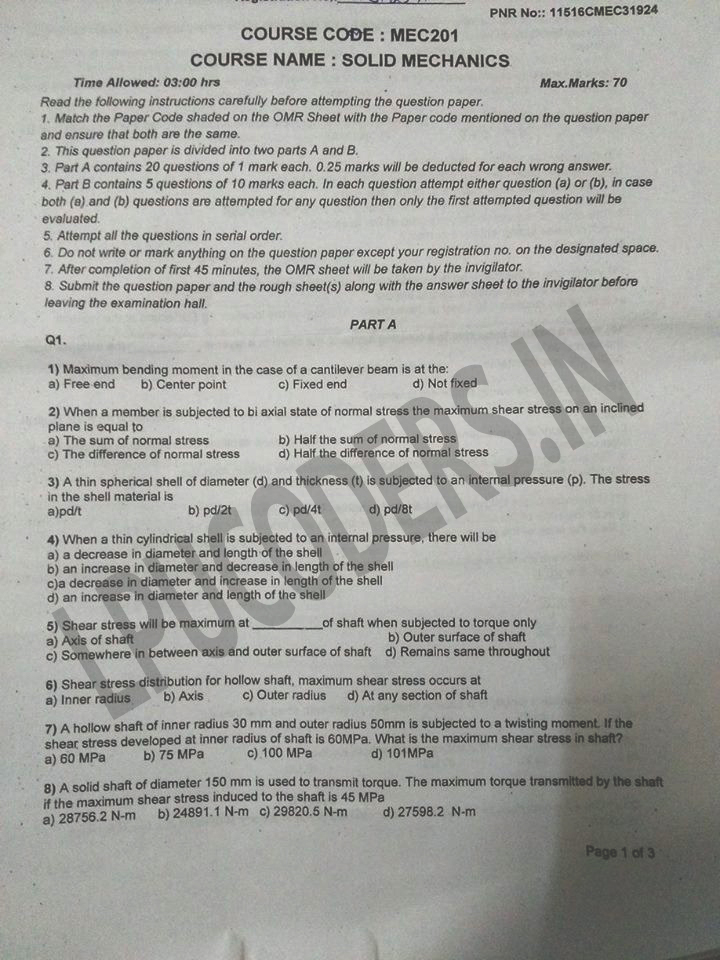 PNR No:: 11516CMEC31924
COURSE CODE : MEC201
COURSE NAME : SOLID MECHANICS
Time Allowed: 03:00 hrs Max.Marks: 70
Read the following instructions carefully before attempting the question paper.
1. Match the Paper Code shaded on the OMR Sheet with the Paper code mentioned on the question paper
and ensure that both are the same.
2. This question paper is divided into two parts A and B.
3. Part A contains 20 questions of 1 mark each. 0.25 marks will be deducted for each wrong answer.
4. Part B contains 5 questions of 10 marks each. In each question attempt either question (a) or (b), in case
both (a) and (b) questions are attempted for any question then only the first attempted question will be
evaluated.
5. Attempt all the questions in serial order.
6. Do not write or mark anything on the question paper except your registration no. on the designated space.
7. After completion of first 45 minutes, the OMR sheet will be taken by the invigilator.
8. Submit the question paper and the rough sheet(s) along with the answer sheet to the invigilator before
leaving the examination hall.
PART A
Q1.
1) Maximum bending moment in the case of a cantilever beam is at the:
a) Free end b) Center point c) Fixed end d) Not fixed
2) When a member is subjected to bi axial state of normal stress the maximum shear stress on an inclined
plane is equal to
a) The sum of normal stress b) Half the sum of normal stress
c) The difference of normal stress d) Half the difference of normal stress
3) A thin spherical shell of diameter (d) and thickness (t) is subjected to an internal pressure (p). The stress
in the shell material is
a)pd/t b) pd/2t c) pd/4t d) pd/8t
4) When a thin cylindrical shell is subjected to an internal pressure, there will be
a) a decrease in diameter and length of the shell
b) an increase in diameter and decrease in length of the shell
c)a decrease in diameter and increase in length of the shell
d) an increase in diameter and length of the shell
5) Shear stress will be maximum at ___________of shaft when subjected to torque only
a) Axis of shaft b) Outer surface of shaft
c) Somewhere in between axis and outer surface of shaft d) Remains same throughout
6) Shear stress distribution for hollow shaft, maximum shear stress occurs at
a) Inner radius b) Axis c) Outer radius d) At any section of shaft
7) A hollow shaft of inner radius 30 mm and outer radius 50mm is subjected to a twisting moment. If the
shear stress developed at inner radius of shaft is 60MPa. What is the maximum shear stress in shaft?
a) 60 MPa b) 75 MPa c) 100 MPa d) 101MPa
8) A solid shaft of diameter 150 mm is used to transmit torque. The maximum torque transmitted by the shaft
if the maximum shear stress induced to the shaft is 45 MPa
a) 28756.2 N-m b) 24891.1 N-m c) 29820.5 N-m d) 27598.2 N-m
Page 1 of 3
LPUCODERS.IN